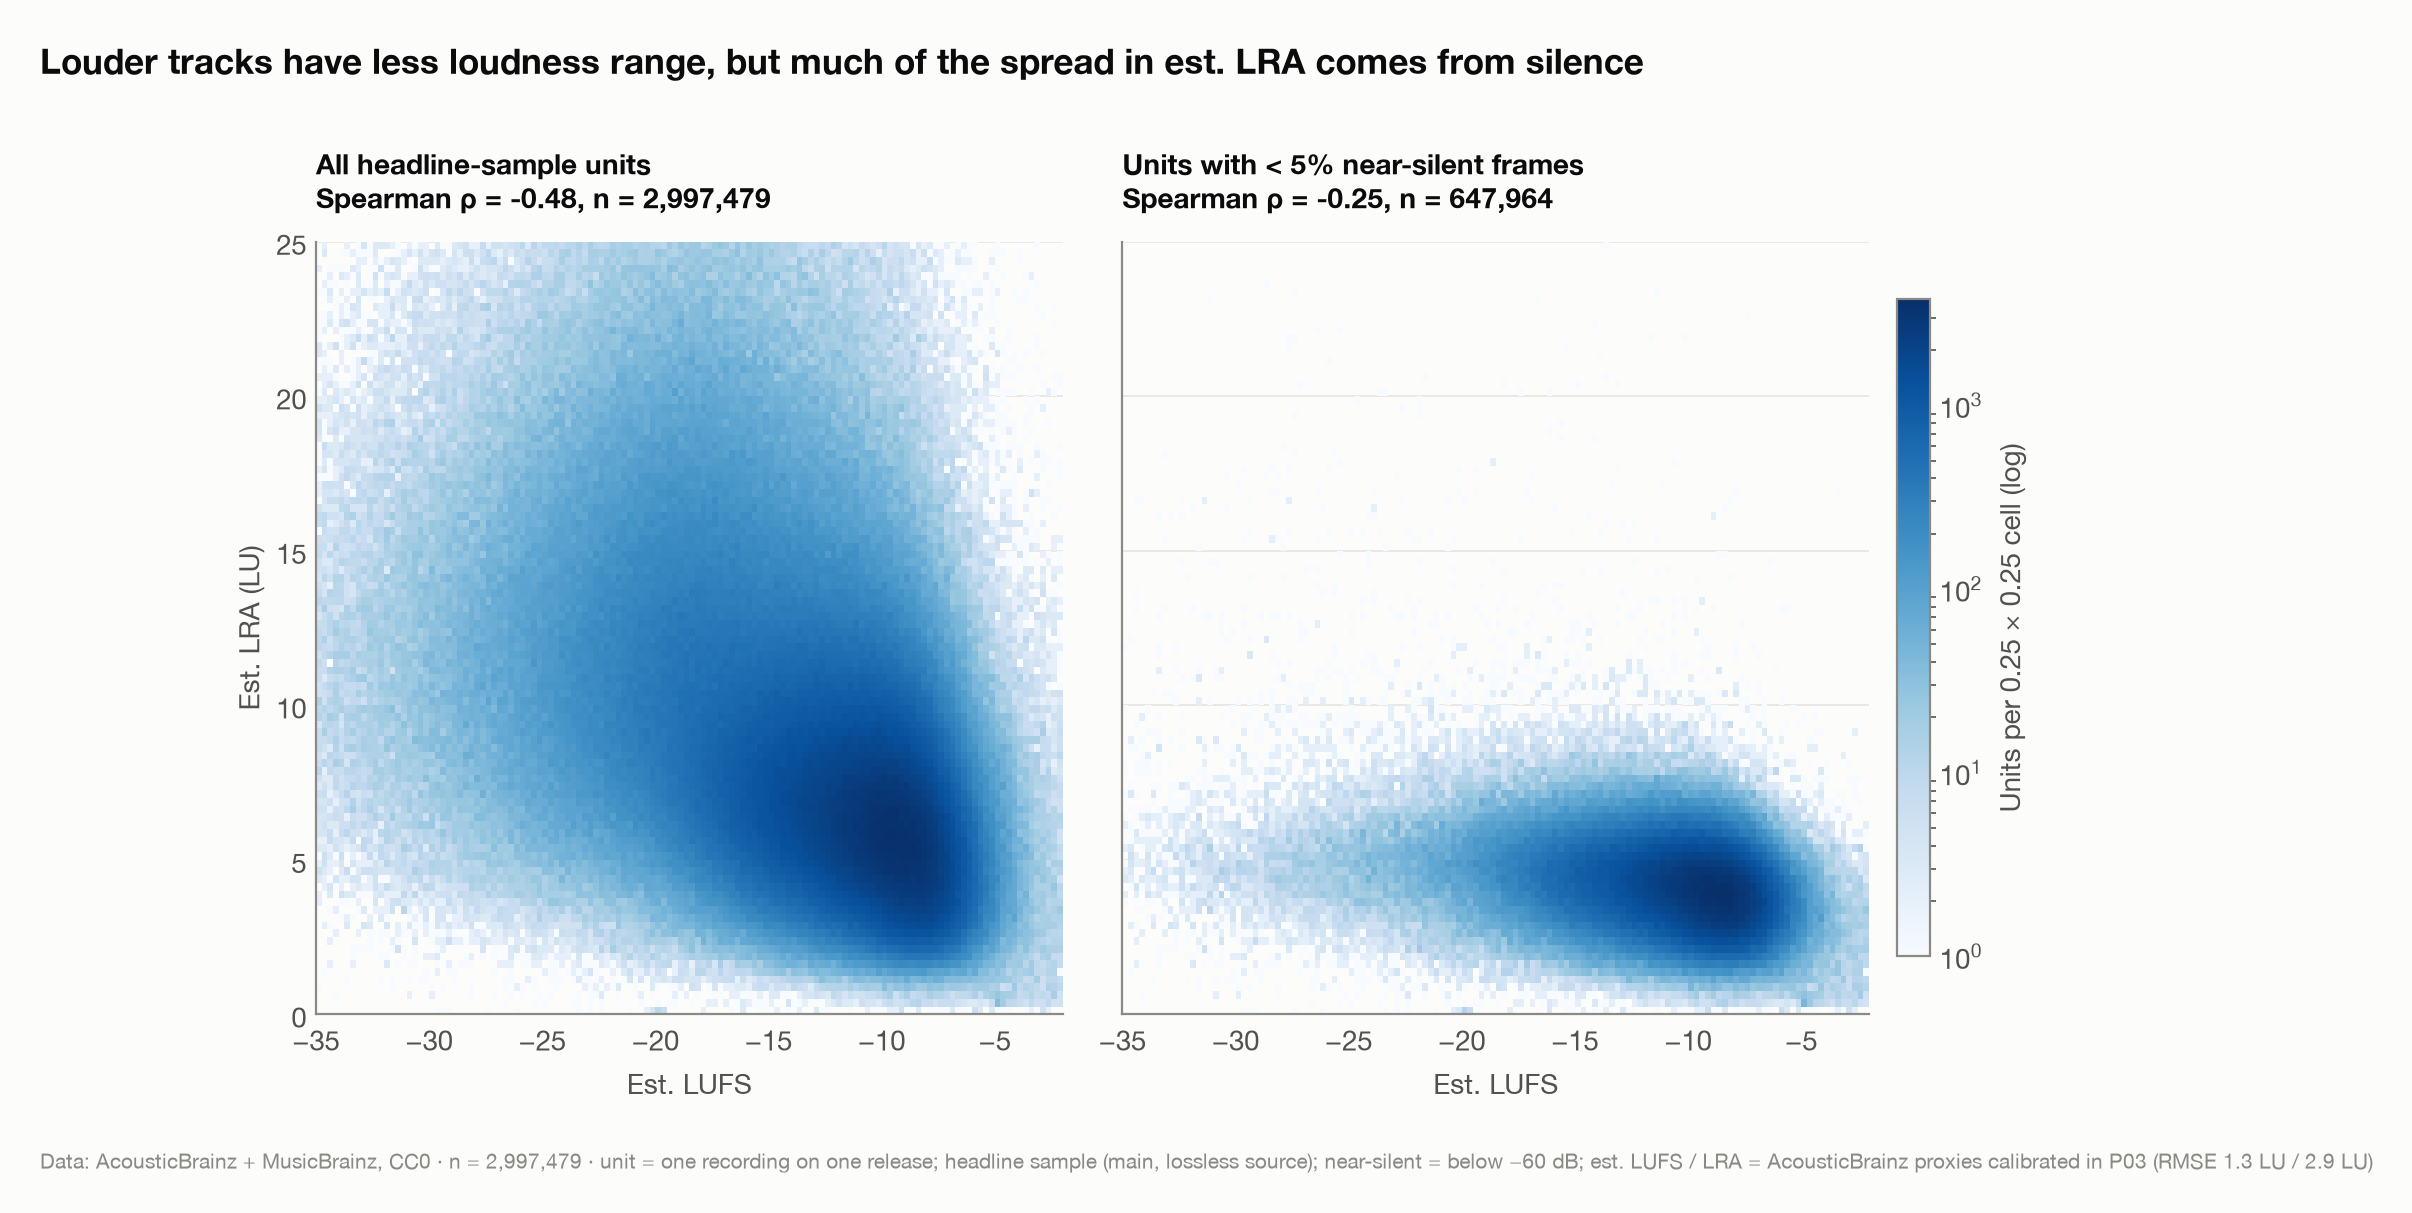 Louder tracks have less loudness range, but much of the spread in est. LRA comes from silence
All headline-sample units
Spearman ρ = -0.48, n = 2,997,479
Units with < 5% near-silent frames
Spearman ρ = -0.25, n = 647,964
Est. LRA (LU)
25
20
15
10
5
0
−35 −30 −25 −20 −15 −10 −5
Est. LUFS
−35 −30 −25 −20 −15 −10 −5
Est. LUFS
10³
10²
10¹
10⁰
Units per 0.25 × 0.25 cell (log)
Data: AcousticBrainz + MusicBrainz, CC0 · n = 2,997,479 · unit = one recording on one release; headline sample (main, lossless source); near-silent = below −60 dB; est. LUFS / LRA = AcousticBrainz proxies calibrated in P03 (RMSE 1.3 LU / 2.9 LU)